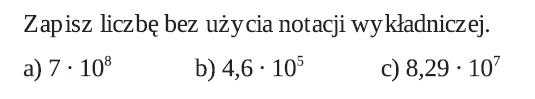 Zapisz liczbę bez użycia notacji wykładniczej.
a) 7 · 10⁸ b) 4,6 · 10⁵ c) 8,29 · 10⁷